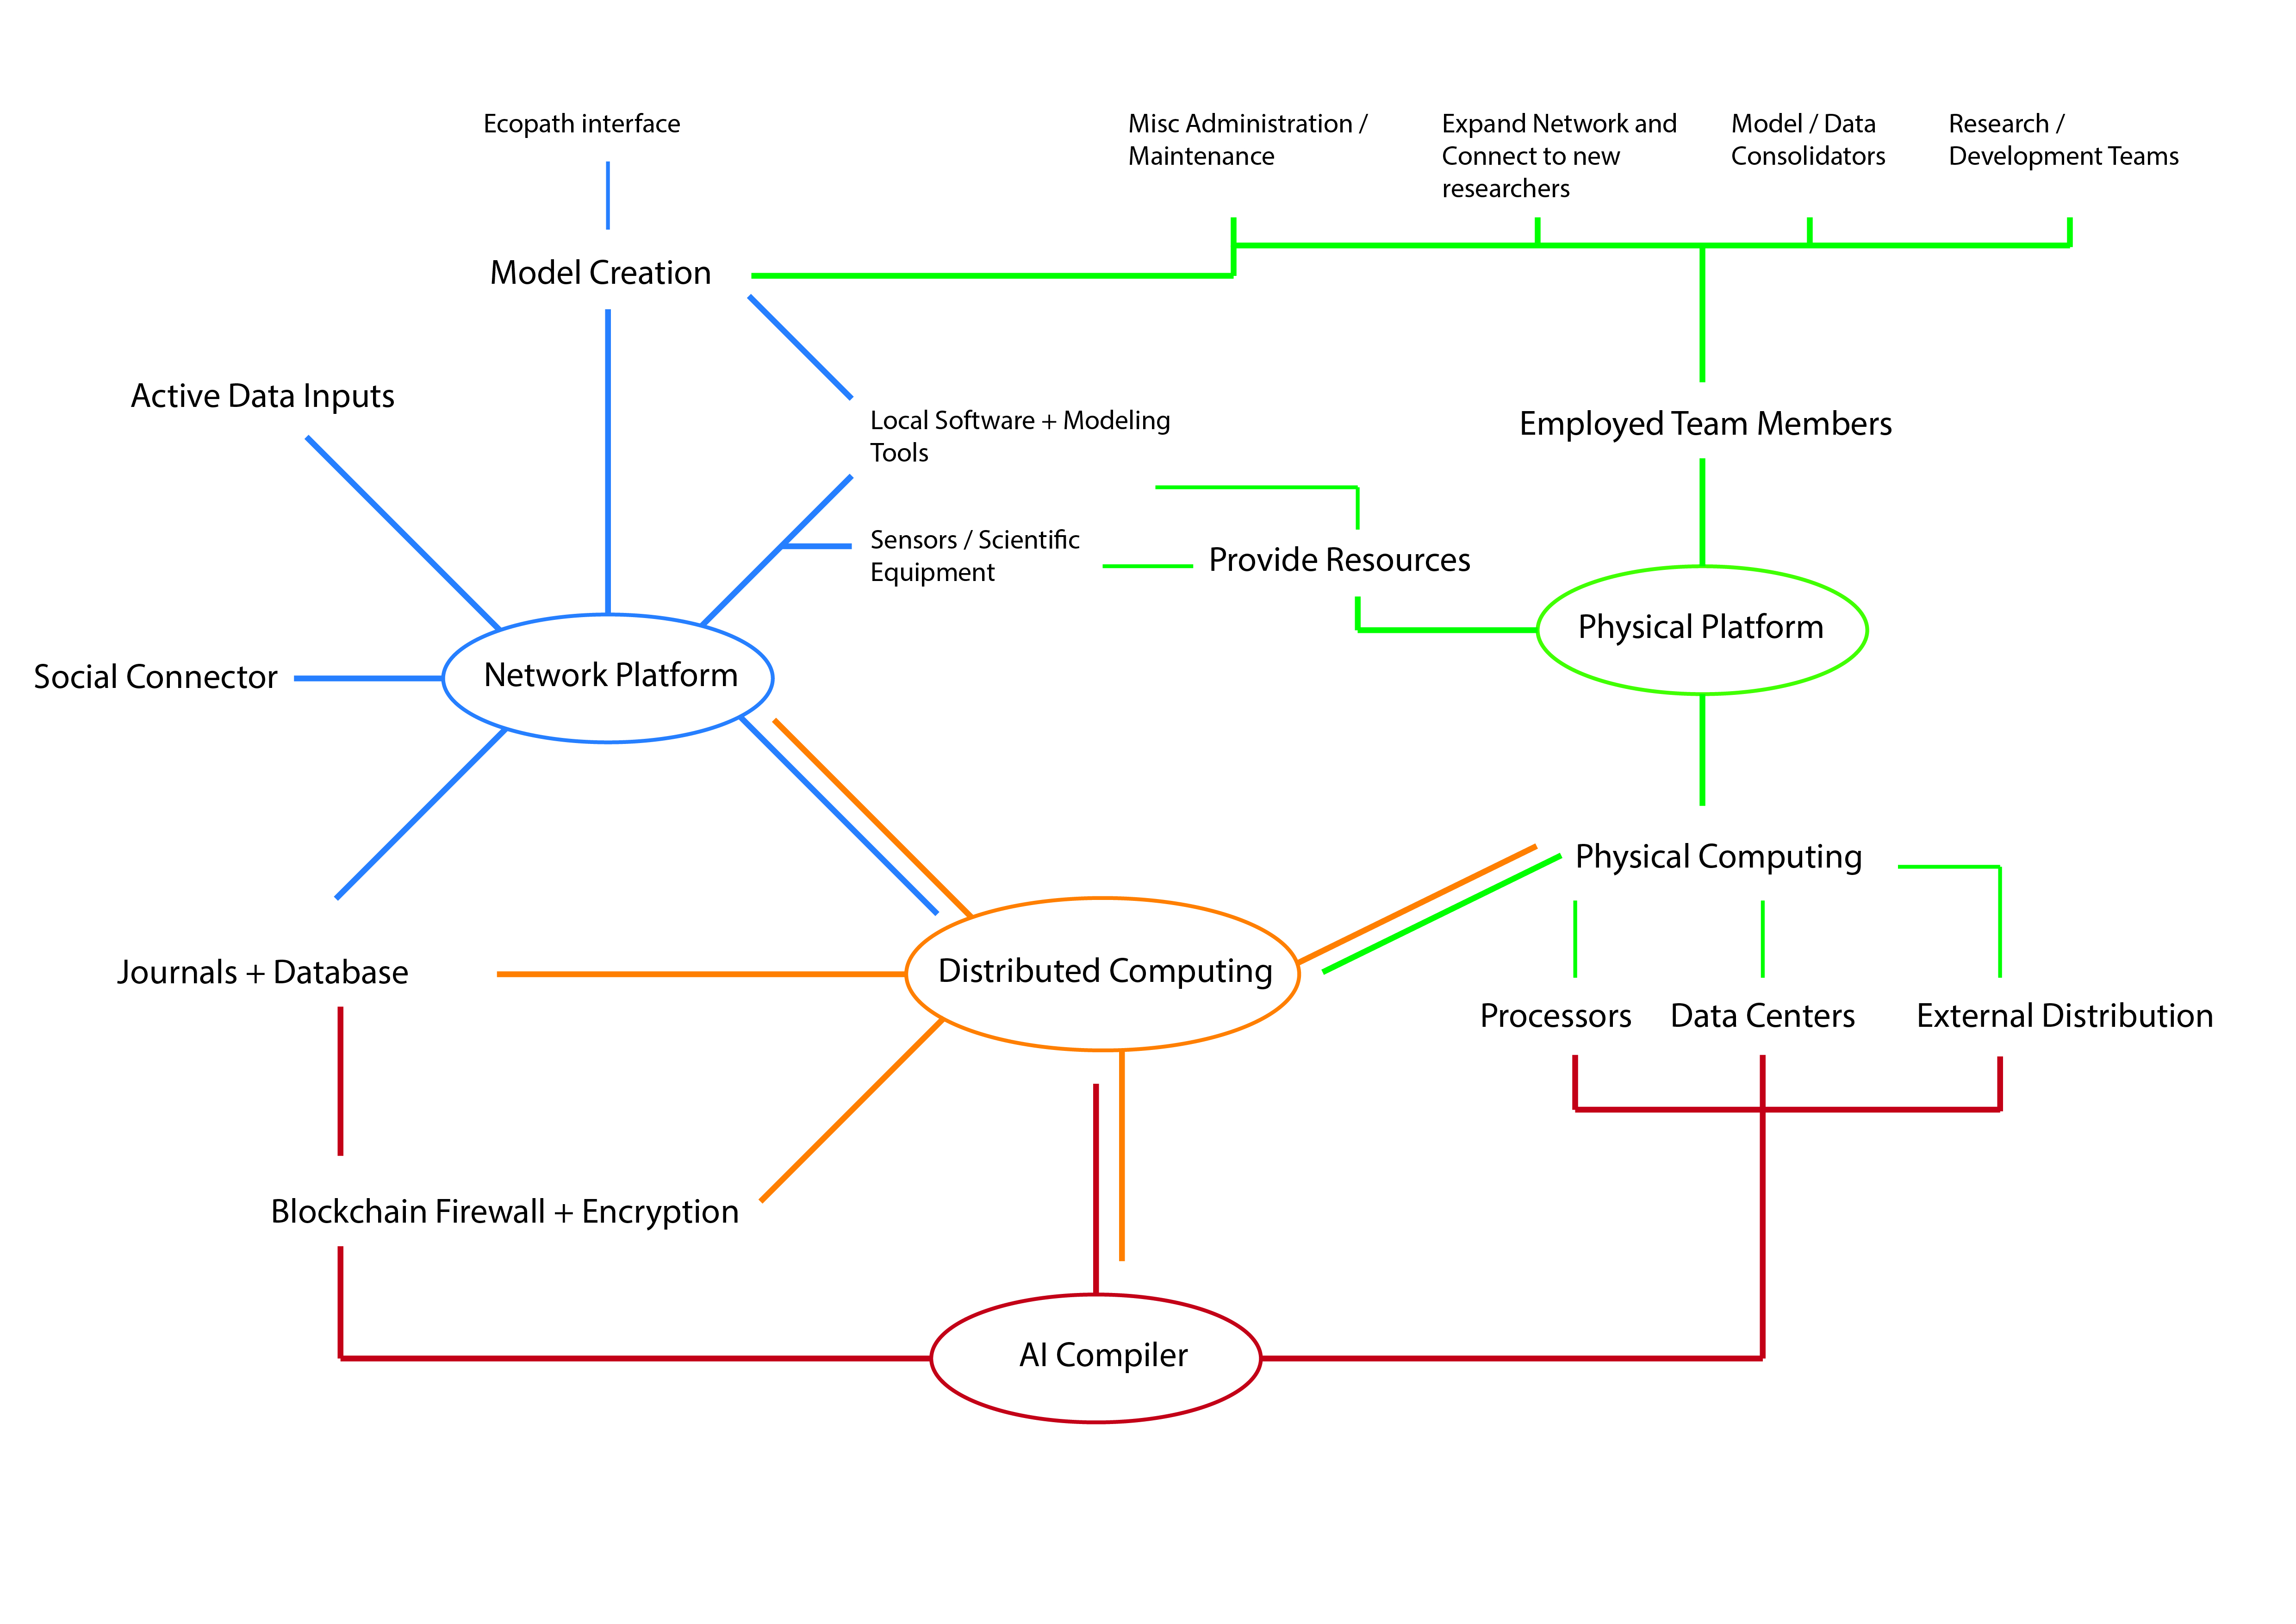 Ecopath interface
Misc Administration /
Maintenance
Expand Network and
Connect to new
researchers
Model / Data
Consolidators
Research /
Development Teams
Model Creation
Active Data Inputs
Local Software + Modeling
Tools
Employed Team Members
Sensors / Scientific
Equipment
Provide Resources
Physical Platform
Social Connector
Network Platform
Physical Computing
Journals + Database
Distributed Computing
Processors
Data Centers
External Distribution
Blockchain Firewall + Encryption
AI Compiler